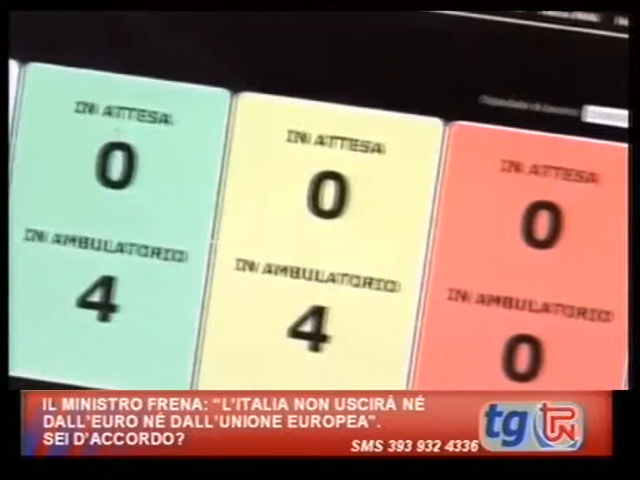 IN ATTESA
0
IN AMBULATORIO
4
IN ATTESA
0
IN AMBULATORIO
4
IN ATTESA
0
IN AMBULATORIO
0
IL MINISTRO FRENA: “L’ITALIA NON USCIRÀ NÉ
DALL’EURO NÉ DALL’UNIONE EUROPEA”.
SEI D’ACCORDO?
SMS 393 932 4336
tg TPN